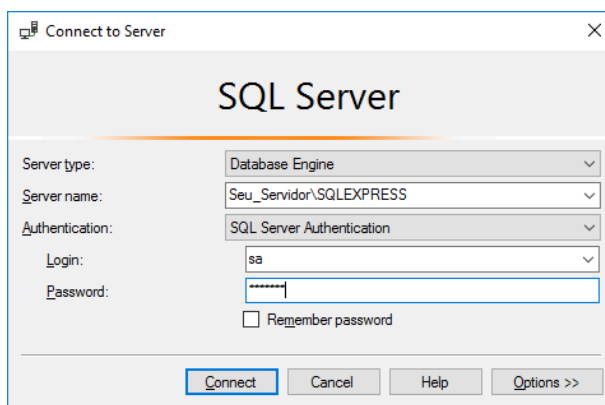 Connect to Server
SQL Server
Server type: Database Engine
Server name: Seu_Servidor\SQLEXPRESS
Authentication: SQL Server Authentication
Login: sa
Password: *******
Remember password
Connect Cancel Help Options >>